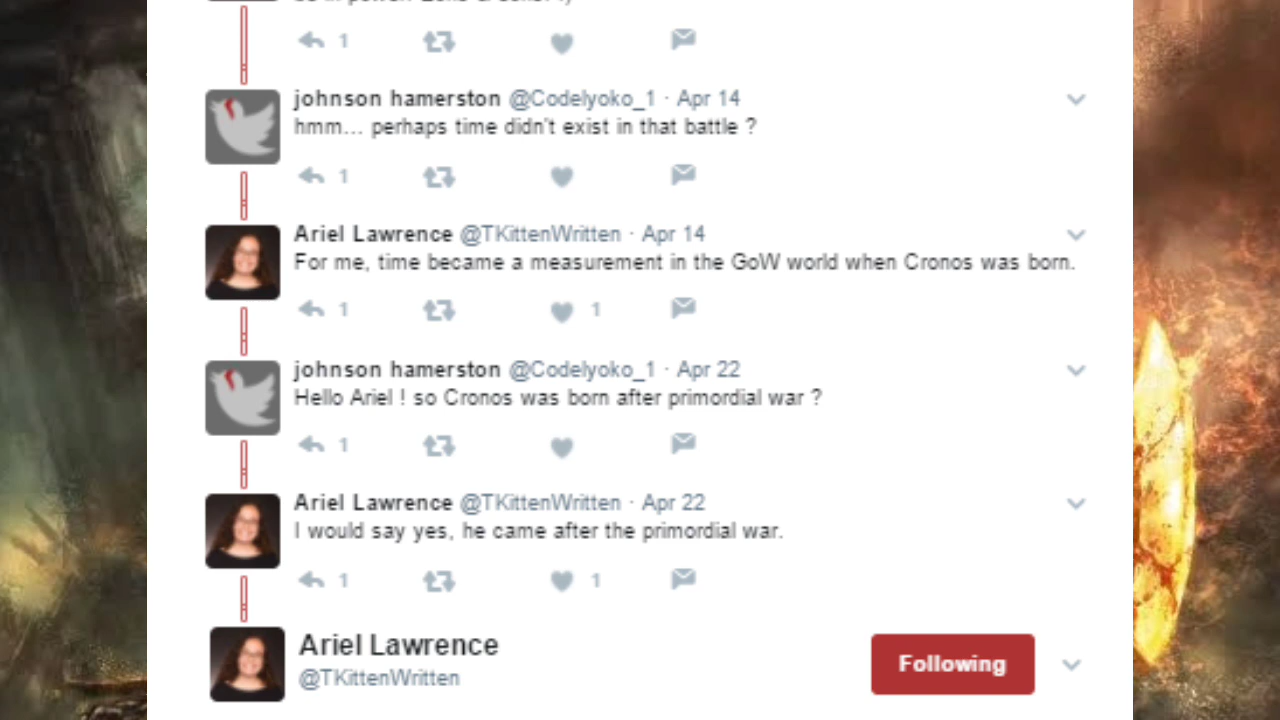 1
johnson hamerston @Codelyoko_1 · Apr 14
hmm... perhaps time didn't exist in that battle ?
1
Ariel Lawrence @TKittenWritten · Apr 14
For me, time became a measurement in the GoW world when Cronos was born.
1 1
johnson hamerston @Codelyoko_1 · Apr 22
Hello Ariel ! so Cronos was born after primordial war ?
1
Ariel Lawrence @TKittenWritten · Apr 22
I would say yes, he came after the primordial war.
1 1
Ariel Lawrence
@TKittenWritten
Following